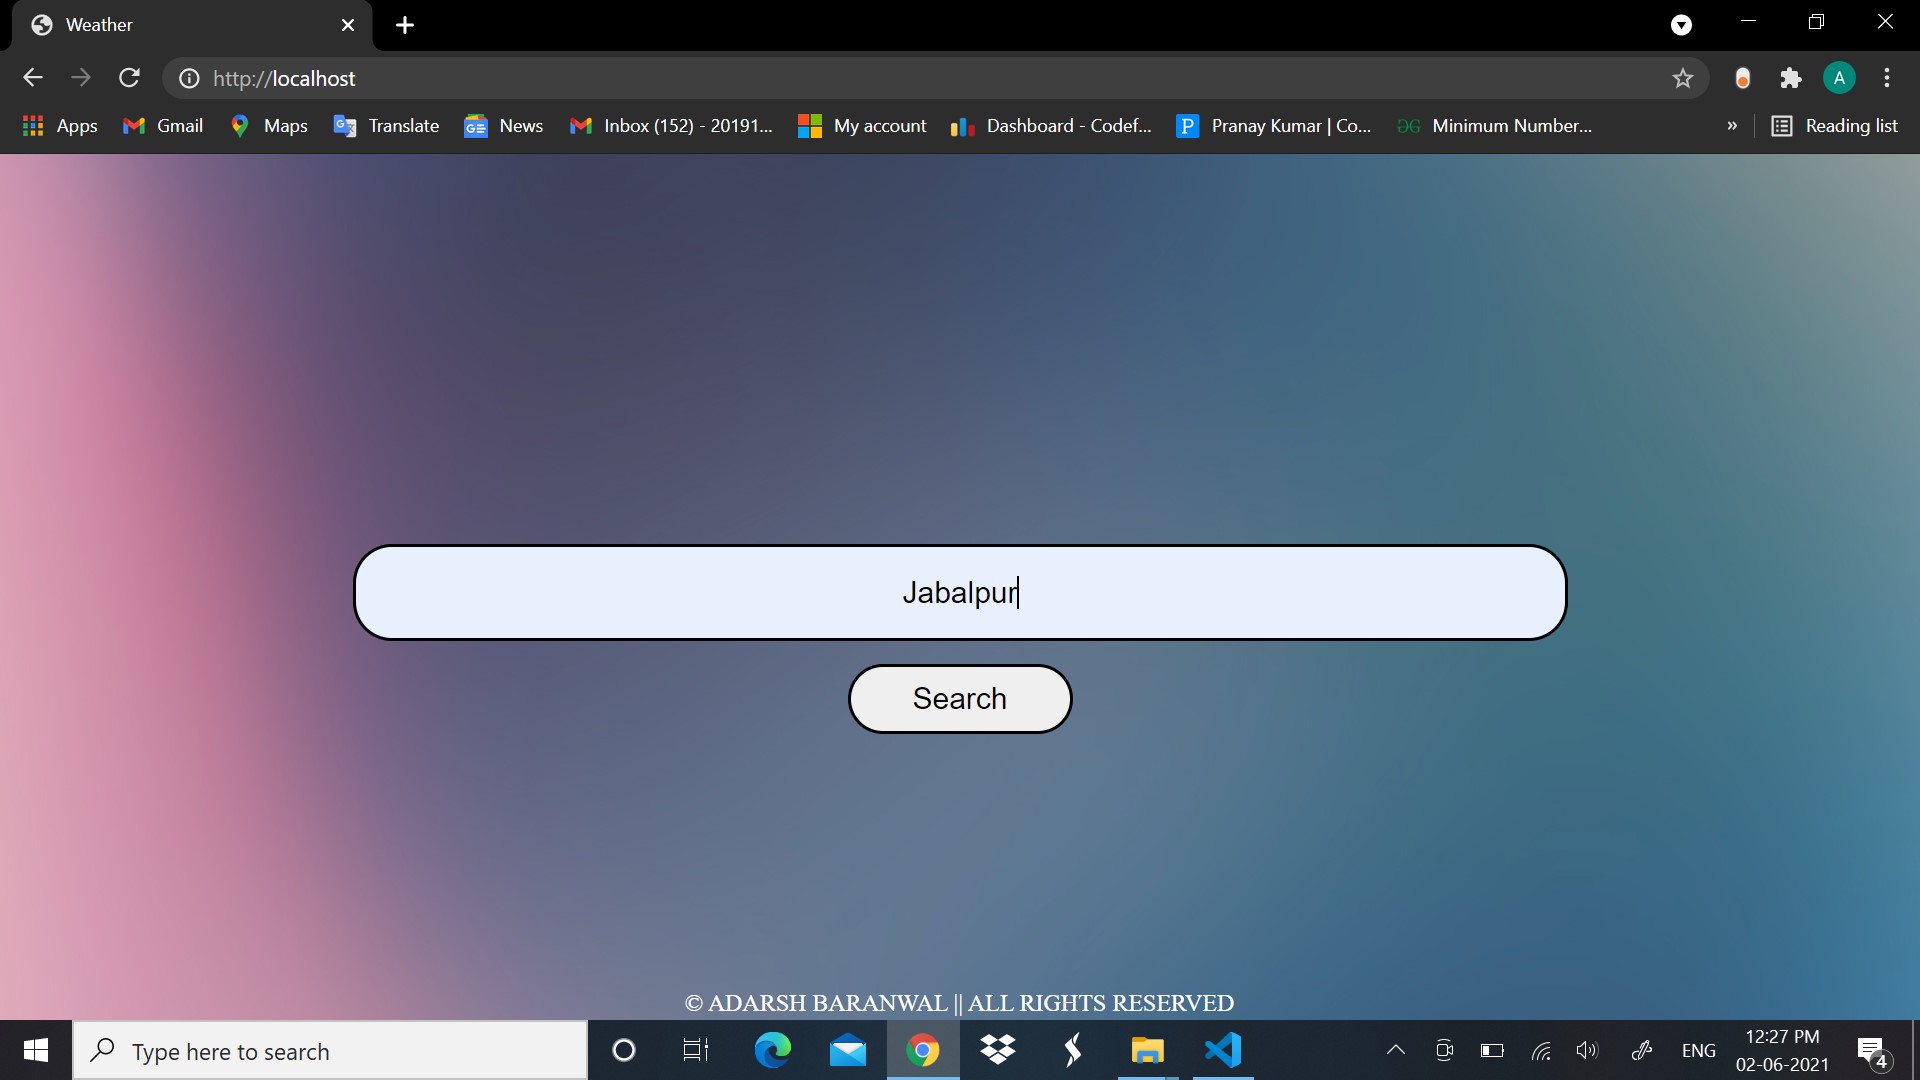 Weather
http://localhost
A
Apps Gmail Maps Translate News Inbox (152) - 20191... My account Dashboard - Codef... P Pranay Kumar | Co... GG Minimum Number... » Reading list
Jabalpur
Search
© ADARSH BARANWAL || ALL RIGHTS RESERVED
Type here to search
ENG
12:27 PM
02-06-2021
4